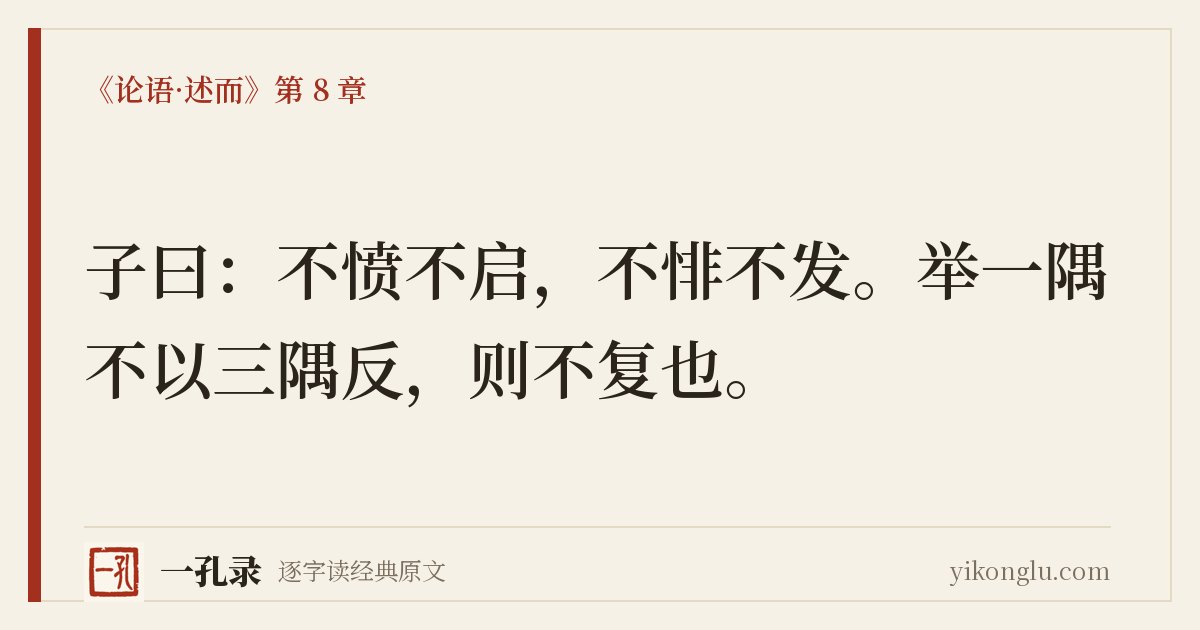 《论语·述而》第 8 章
子曰：不愤不启，不悱不发。举一隅
不以三隅反，则不复也。
一孔 一孔录 逐字读经典原文 yikonglu.com